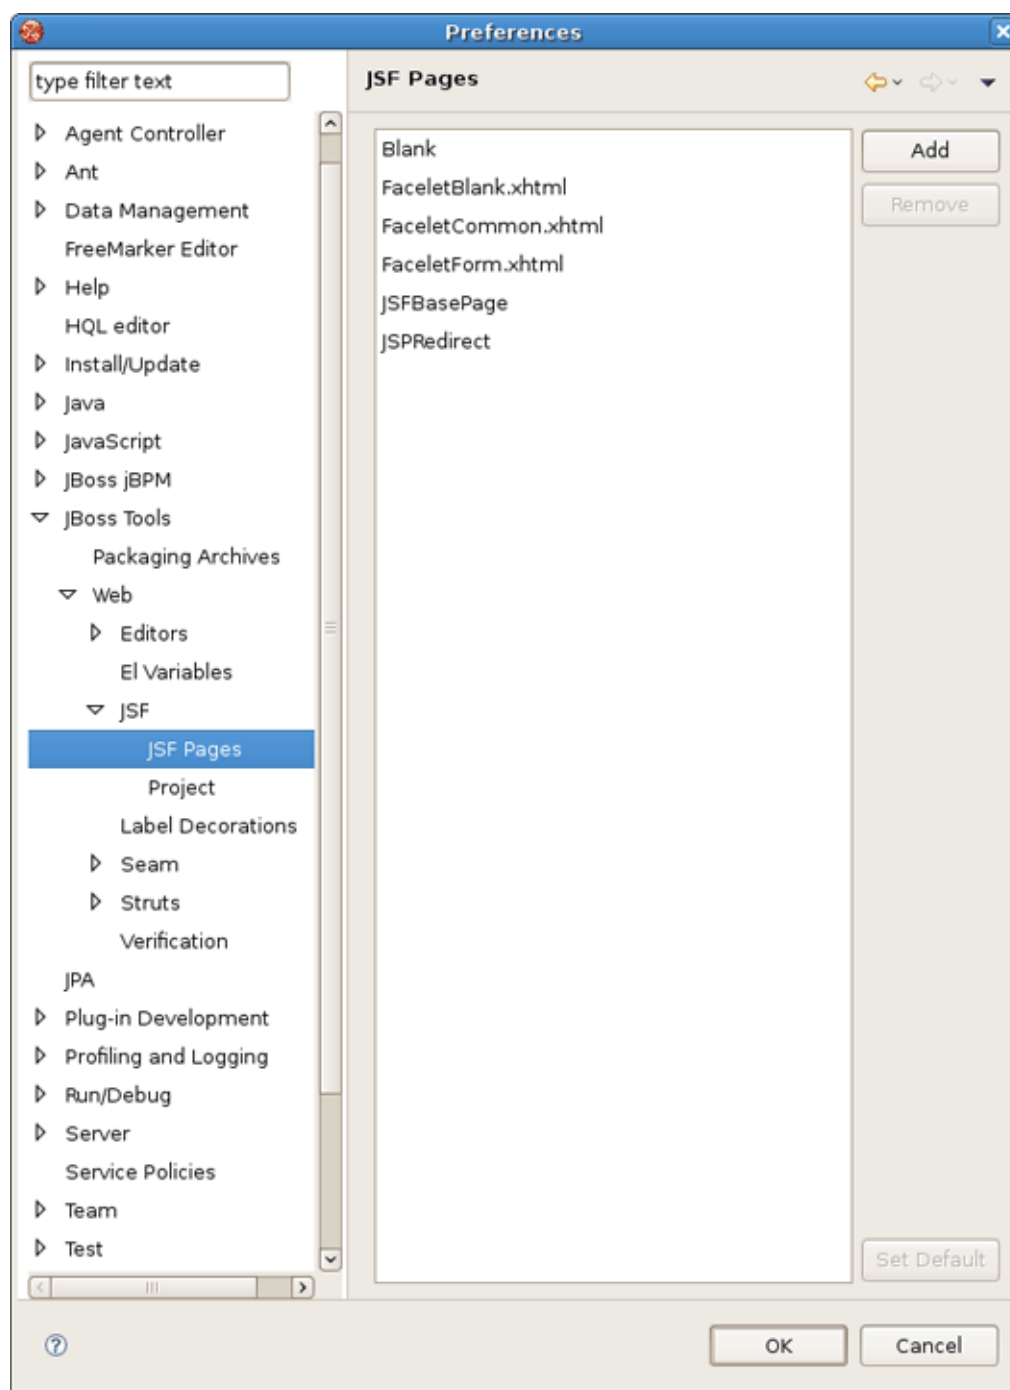 Preferences
type filter text
Agent Controller
Ant
Data Management
FreeMarker Editor
Help
HQL editor
Install/Update
Java
JavaScript
JBoss jBPM
JBoss Tools
Packaging Archives
Web
Editors
El Variables
JSF
JSF Pages
Project
Label Decorations
Seam
Struts
Verification
JPA
Plug-in Development
Profiling and Logging
Run/Debug
Server
Service Policies
Team
Test
JSF Pages
Blank
FaceletBlank.xhtml
FaceletCommon.xhtml
FaceletForm.xhtml
JSFBasePage
JSPRedirect
Add
Remove
Set Default
OK
Cancel